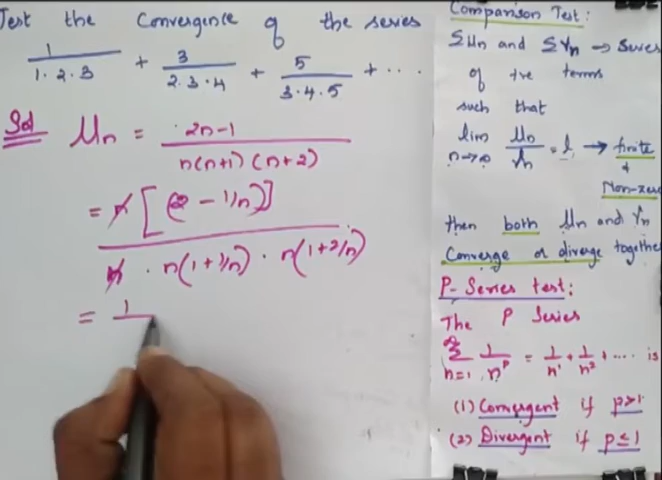 Test the Convergence of the series
1/1·2·3 + 3/2·3·4 + 5/3·4·5 + ...
Sol Un = 2n-1/n(n+1)(n+2)
= n[(2 - 1/n)]/n · n(1+1/n) · n(1+2/n)
= 1
Comparison Test:
ΣUn and ΣVn → Series
of +ve terms
such that
lim n→∞ Un/Vn = l → finite & Non-zero
then both Un and Vn
Converge or diverge together
P-Series test:
The P Series
∞ Σ n=1 1/n^p = 1/n^1 + 1/n^2 + .... is
(1) Convergent if p>1
(2) Divergent if p≤1